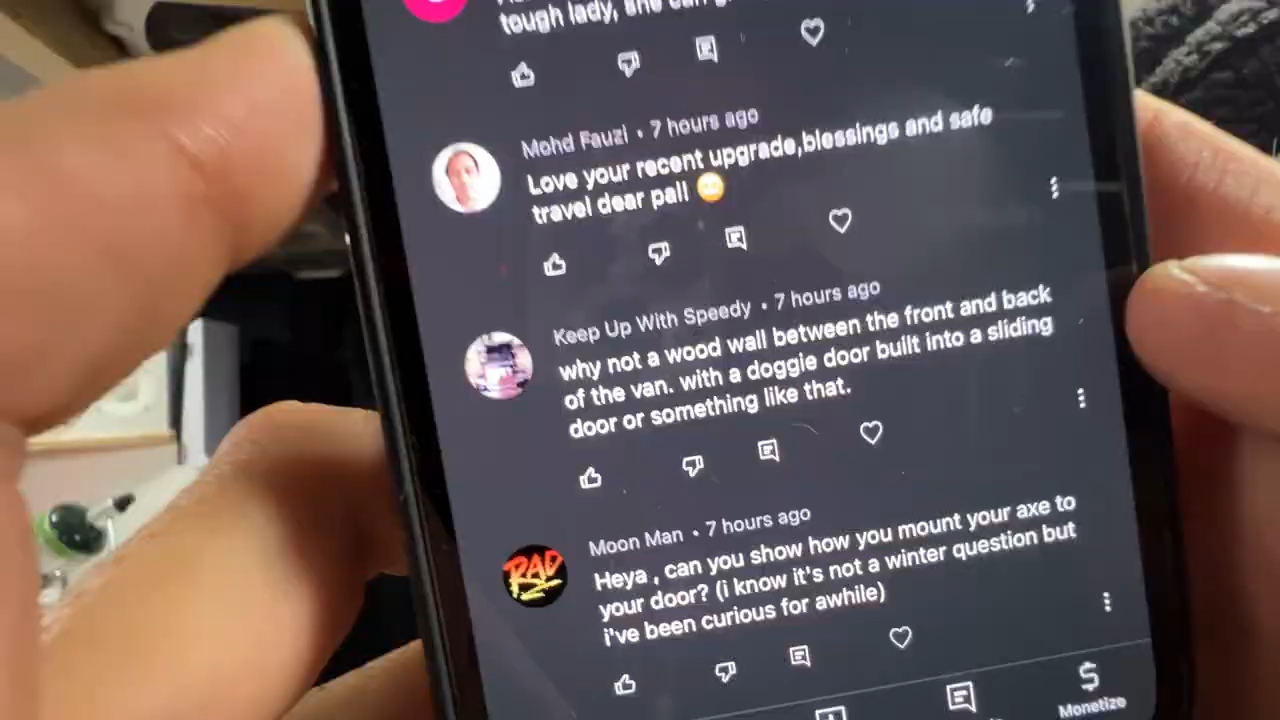 tough lady, she can
Mohd Fauzi • 7 hours ago
Love your recent upgrade,blessings and safe
travel dear pall 
Keep Up With Speedy • 7 hours ago
why not a wood wall between the front and back
of the van. with a doggie door built into a sliding
door or something like that.
Moon Man • 7 hours ago
RAD
Heya , can you show how you mount your axe to
your door? (i know it's not a winter question but
i've been curious for awhile)
Monetize